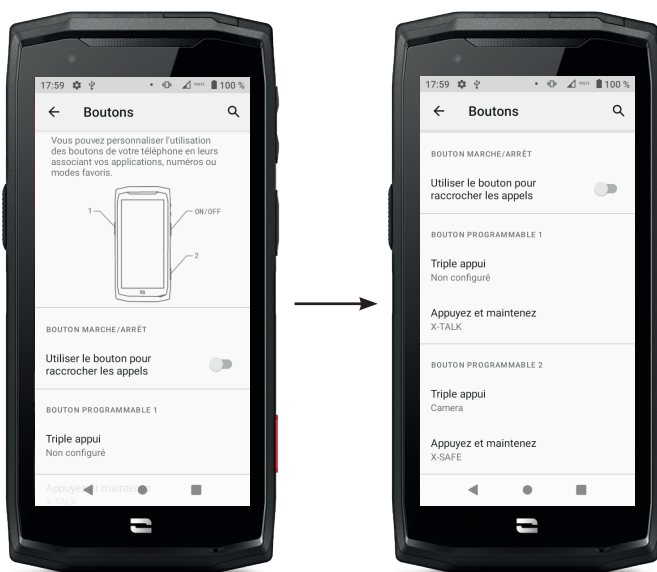 17:59 100 %
Boutons
Vous pouvez personnaliser l'utilisation
des boutons de votre téléphone en leurs
associant vos applications, numéros ou
modes favoris.
1
ON/OFF
2
BOUTON MARCHE/ARRÊT
Utiliser le bouton pour
raccrocher les appels
BOUTON PROGRAMMABLE 1
Triple appui
Non configuré
Appuyez et maintenez
X-TALK
17:59 100 %
Boutons
BOUTON MARCHE/ARRÊT
Utiliser le bouton pour
raccrocher les appels
BOUTON PROGRAMMABLE 1
Triple appui
Non configuré
Appuyez et maintenez
X-TALK
BOUTON PROGRAMMABLE 2
Triple appui
Camera
Appuyez et maintenez
X-SAFE